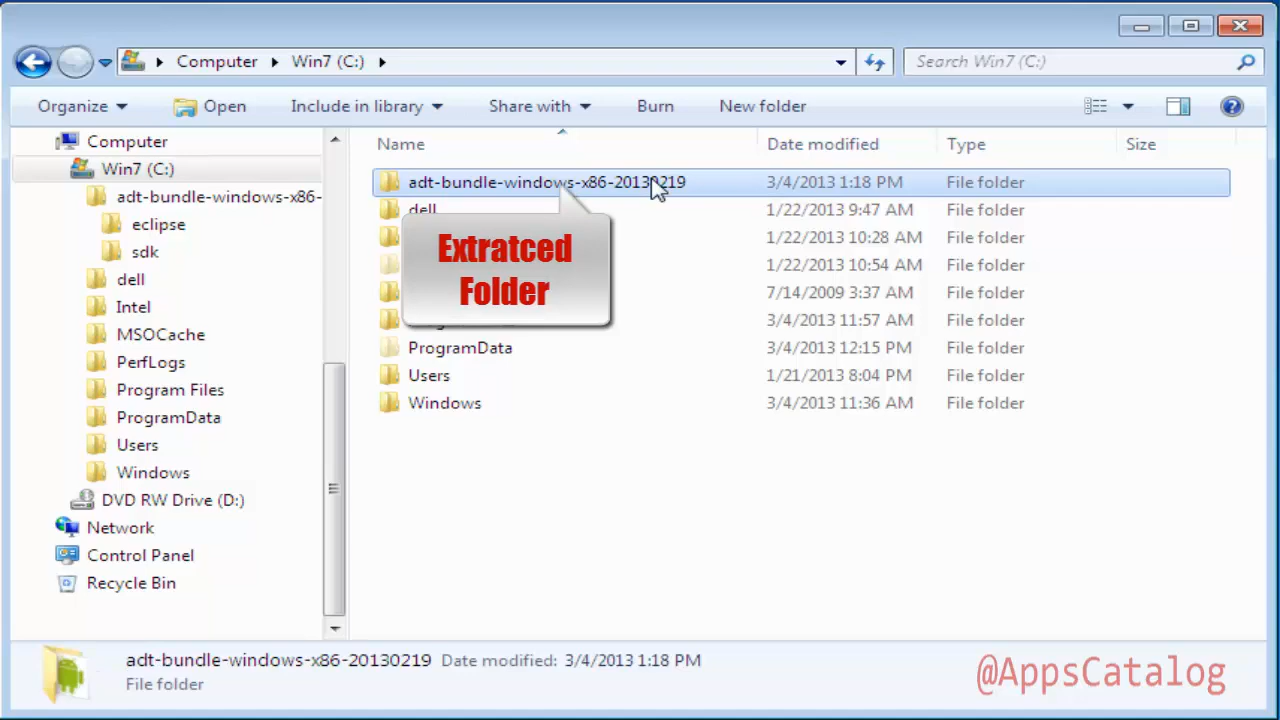 Computer Win7 (C:)
Search Win7 (C:)
Organize Open Include in library Share with Burn New folder
Computer
Win7 (C:)
adt-bundle-windows-x86-
eclipse
sdk
dell
Intel
MSOCache
PerfLogs
Program Files
ProgramData
Users
Windows
DVD RW Drive (D:)
Network
Control Panel
Recycle Bin
Name Date modified Type Size
adt-bundle-windows-x86-20130219 3/4/2013 1:18 PM File folder
dell 1/22/2013 9:47 AM File folder
1/22/2013 10:28 AM File folder
1/22/2013 10:54 AM File folder
7/14/2009 3:37 AM File folder
3/4/2013 11:57 AM File folder
ProgramData 3/4/2013 12:15 PM File folder
Users 1/21/2013 8:04 PM File folder
Windows 3/4/2013 11:36 AM File folder
Extratced
Folder
adt-bundle-windows-x86-20130219 Date modified: 3/4/2013 1:18 PM
File folder
@AppsCatalog